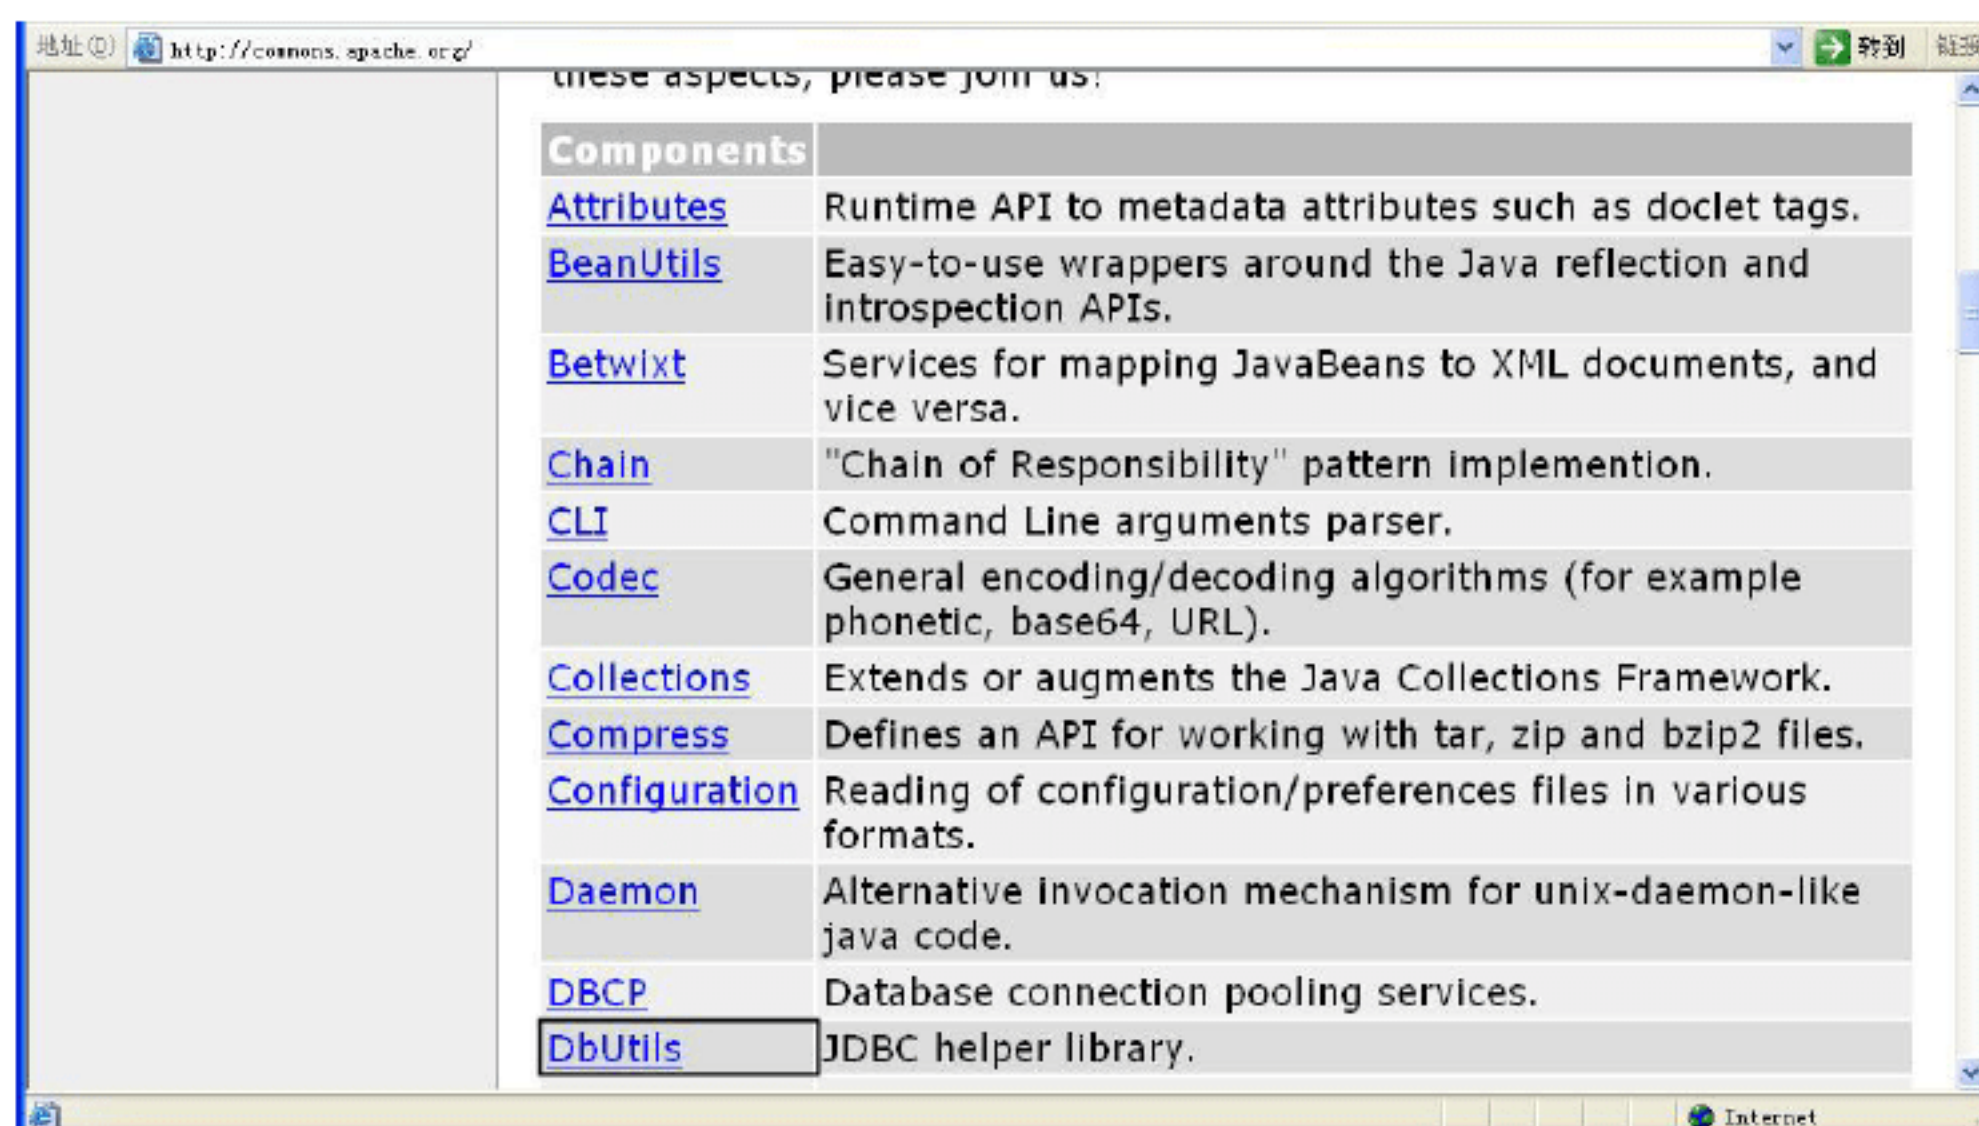 地址(D) http://commons.apache.org/ 转到 链接
these aspects, please join us!
Components
Attributes Runtime API to metadata attributes such as doclet tags.
BeanUtils Easy-to-use wrappers around the Java reflection and
introspection APIs.
Betwixt Services for mapping JavaBeans to XML documents, and
vice versa.
Chain "Chain of Responsibility" pattern implemention.
CLI Command Line arguments parser.
Codec General encoding/decoding algorithms (for example
phonetic, base64, URL).
Collections Extends or augments the Java Collections Framework.
Compress Defines an API for working with tar, zip and bzip2 files.
Configuration Reading of configuration/preferences files in various
formats.
Daemon Alternative invocation mechanism for unix-daemon-like
java code.
DBCP Database connection pooling services.
DbUtils JDBC helper library.
Internet